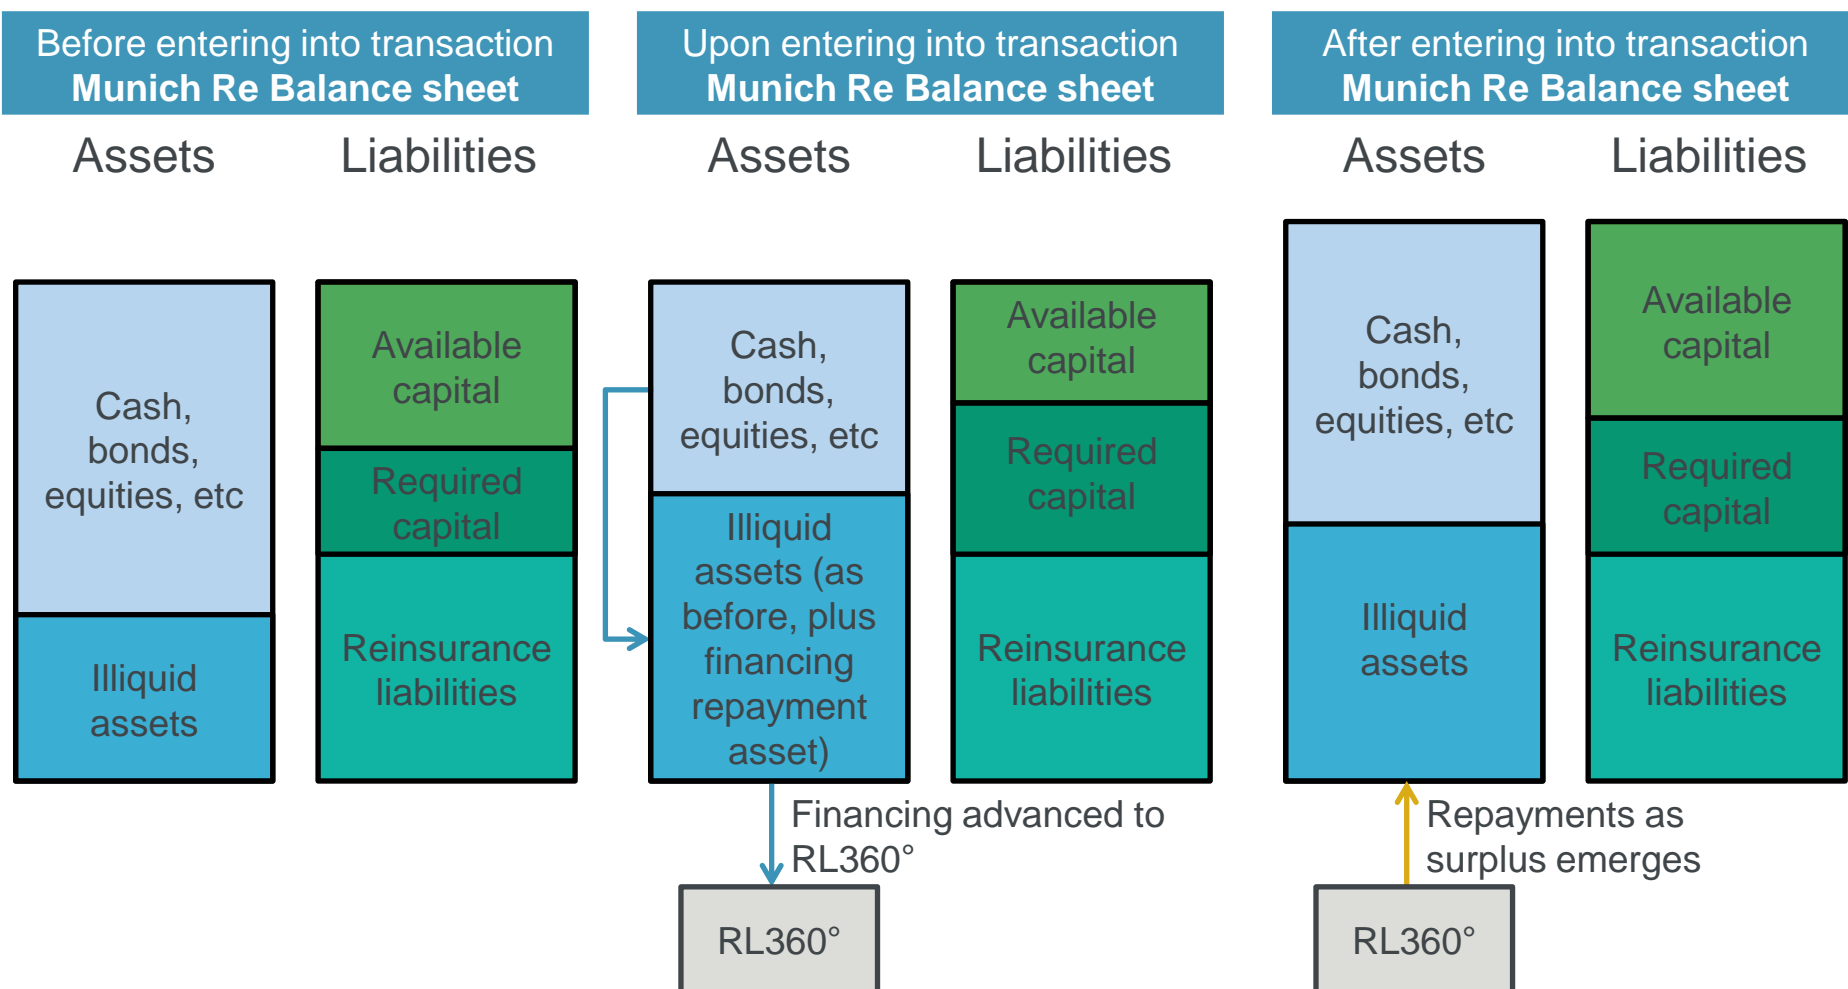 Before entering into transaction
Munich Re Balance sheet
Assets
Liabilities
Cash,
bonds,
equities, etc
Illiquid
assets
Available
capital
Required
capital
Reinsurance
liabilities
Upon entering into transaction
Munich Re Balance sheet
Assets
Liabilities
Cash,
bonds,
equities, etc
Illiquid
assets (as
before, plus
financing
repayment
asset)
Available
capital
Required
capital
Reinsurance
liabilities
Financing advanced to
RL360°
RL360°
After entering into transaction
Munich Re Balance sheet
Assets
Liabilities
Cash,
bonds,
equities, etc
Illiquid
assets
Available
capital
Required
capital
Reinsurance
liabilities
Repayments as
surplus emerges
RL360°